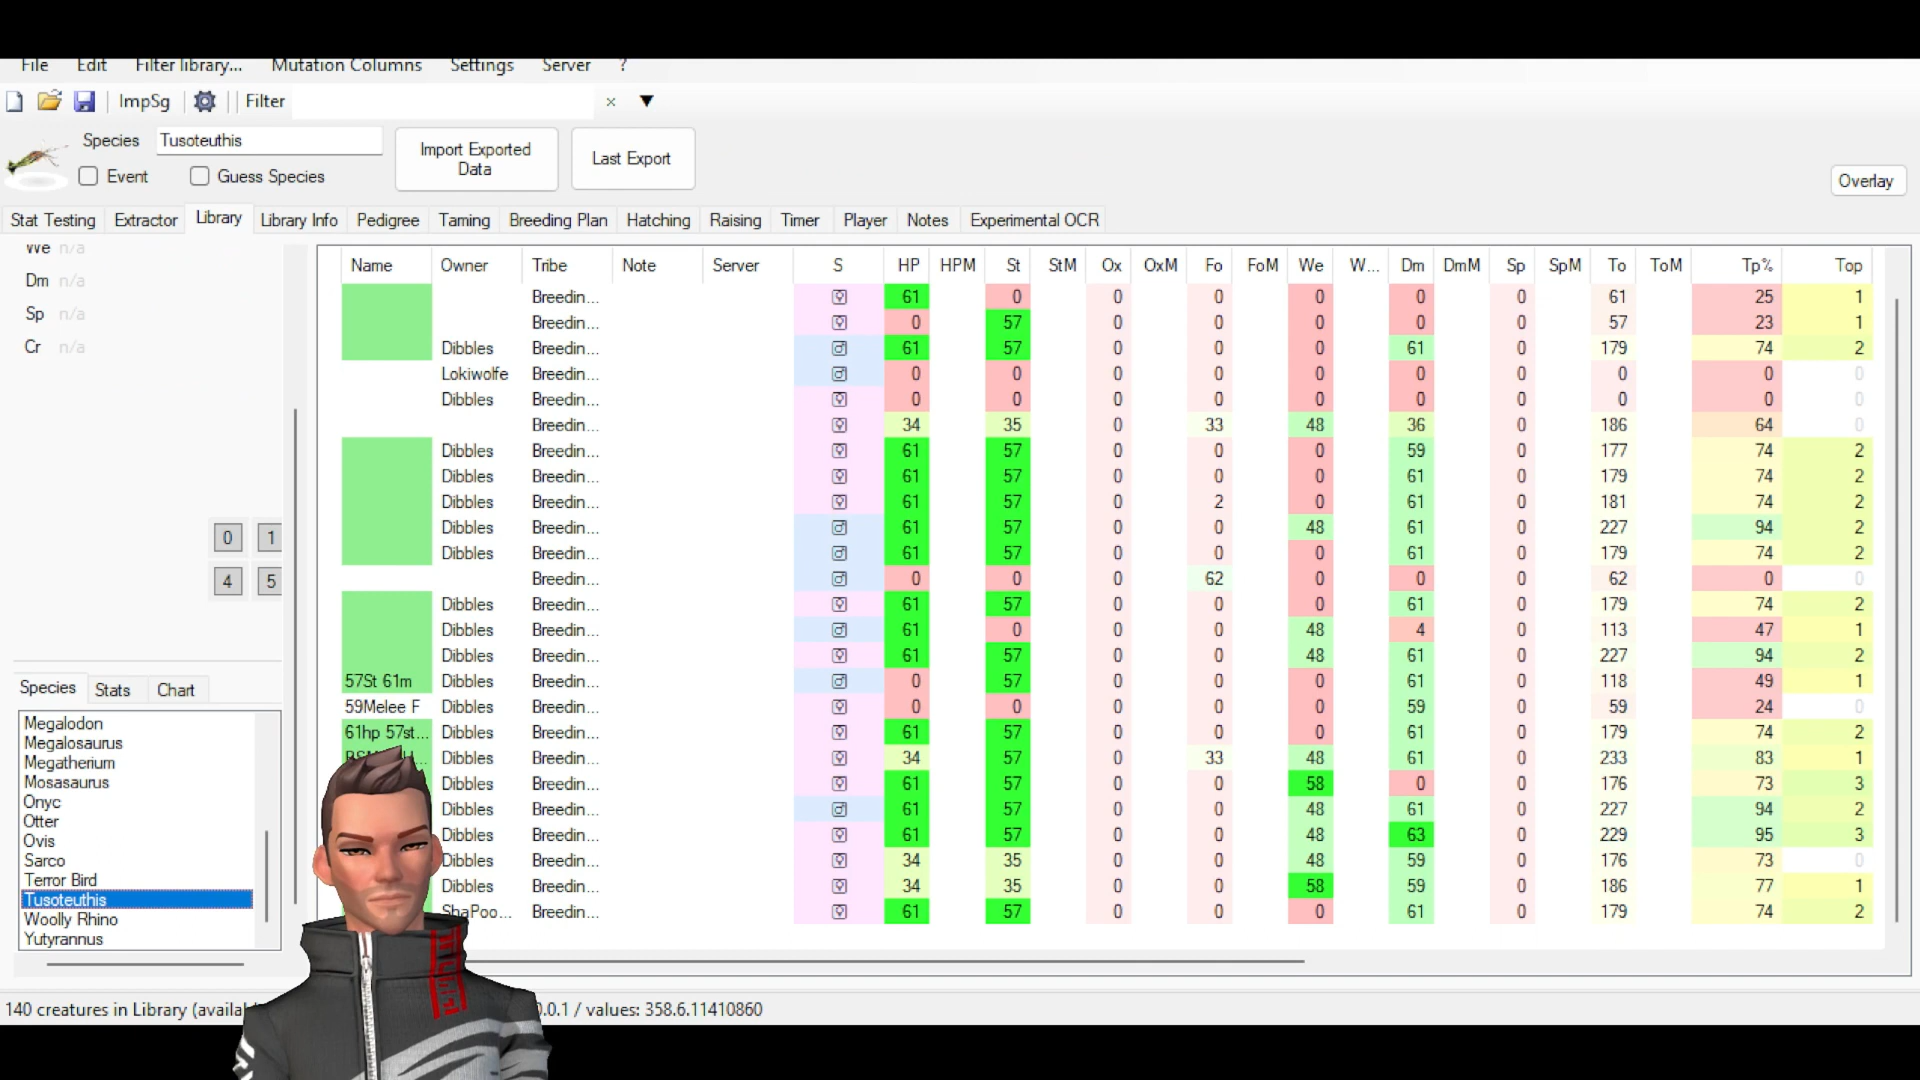 File Edit Filter library... Mutation Columns Settings Server ?
ImpSg Filter × ▼
Species Tusoteuthis Import Exported Data Last Export
Event Guess Species Overlay
Stat Testing Extractor Library Library Info Pedigree Taming Breeding Plan Hatching Raising Timer Player Notes Experimental OCR
We n/a
Dm n/a
Sp n/a
Cr n/a
0 1
4 5
Species Stats Chart
Megalodon
Megalosaurus
Megatherium
Mosasaurus
Onyc
Otter
Ovis
Sarco
Terror Bird
Tusoteuthis
Woolly Rhino
Yutyrannus
Name Owner Tribe Note Server S HP HPM St StM Ox OxM Fo FoM We W... Dm DmM Sp SpM To ToM Tp% Top
Breedin... 61 0 0 0 0 0 0 61 25 1
Breedin... 0 57 0 0 0 0 0 57 23 1
Dibbles Breedin... 61 57 0 0 0 61 0 179 74 2
Lokiwolfe Breedin... 0 0 0 0 0 0 0 0 0 0
Dibbles Breedin... 0 0 0 0 0 0 0 0 0 0
Breedin... 34 35 0 33 48 36 0 186 64 0
Dibbles Breedin... 61 57 0 0 0 59 0 177 74 2
Dibbles Breedin... 61 57 0 0 0 61 0 179 74 2
Dibbles Breedin... 61 57 0 2 0 61 0 181 74 2
Dibbles Breedin... 61 57 0 0 48 61 0 227 94 2
Dibbles Breedin... 61 57 0 0 0 61 0 179 74 2
Breedin... 0 0 0 62 0 0 0 62 0 0
Dibbles Breedin... 61 57 0 0 0 61 0 179 74 2
Dibbles Breedin... 61 0 0 0 48 4 0 113 47 1
Dibbles Breedin... 61 57 0 0 48 61 0 227 94 2
57St 61m Dibbles Breedin... 0 57 0 0 0 61 0 118 49 1
59Melee F Dibbles Breedin... 0 0 0 0 0 59 0 59 24 0
61hp 57st... Dibbles Breedin... 61 57 0 0 0 61 0 179 74 2
Dibbles Breedin... 34 57 0 33 48 61 0 233 83 1
Dibbles Breedin... 61 57 0 0 58 0 0 176 73 3
Dibbles Breedin... 61 57 0 0 48 61 0 227 94 2
Dibbles Breedin... 61 57 0 0 48 63 0 229 95 3
Dibbles Breedin... 34 35 0 0 48 59 0 176 73 0
Dibbles Breedin... 34 35 0 0 58 59 0 186 77 1
ShaPoo... Breedin... 61 57 0 0 0 61 0 179 74 2
140 creatures in Library (availa 0.0.1 / values: 358.6.11410860